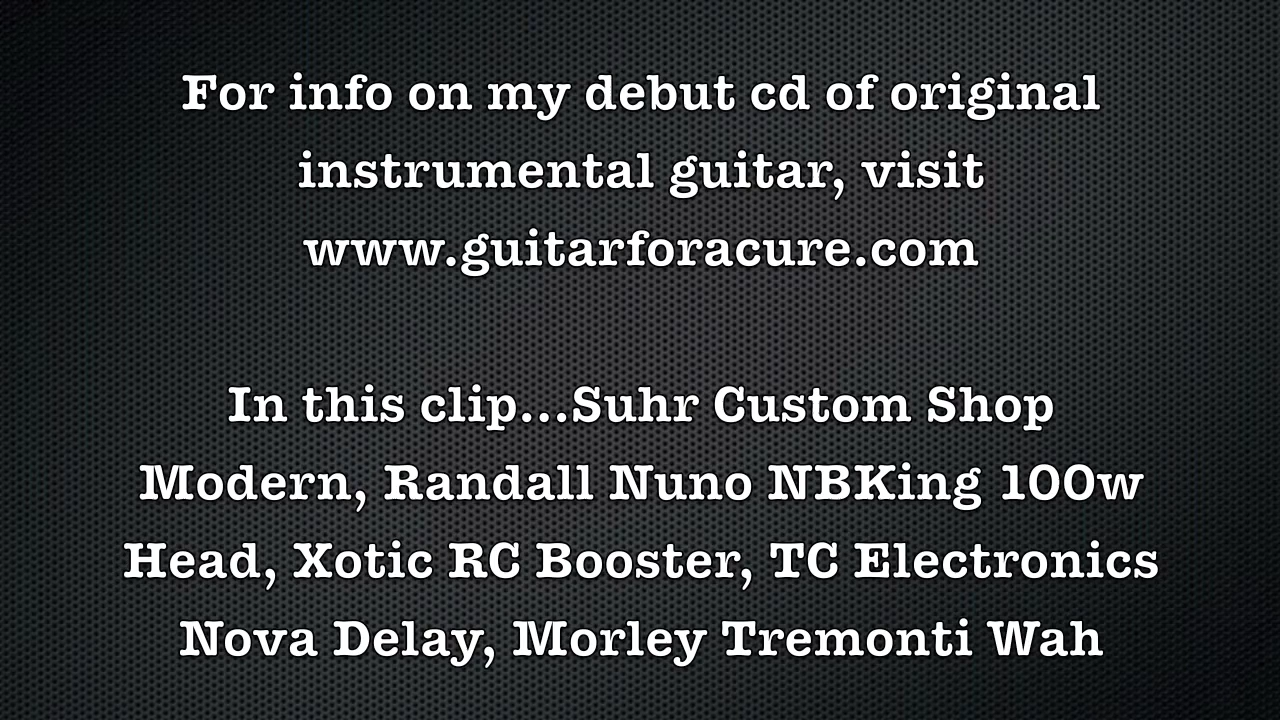 For info on my debut cd of original
instrumental guitar, visit
www.guitarforacure.com
In this clip...Suhr Custom Shop
Modern, Randall Nuno NBKing 100w
Head, Xotic RC Booster, TC Electronics
Nova Delay, Morley Tremonti Wah